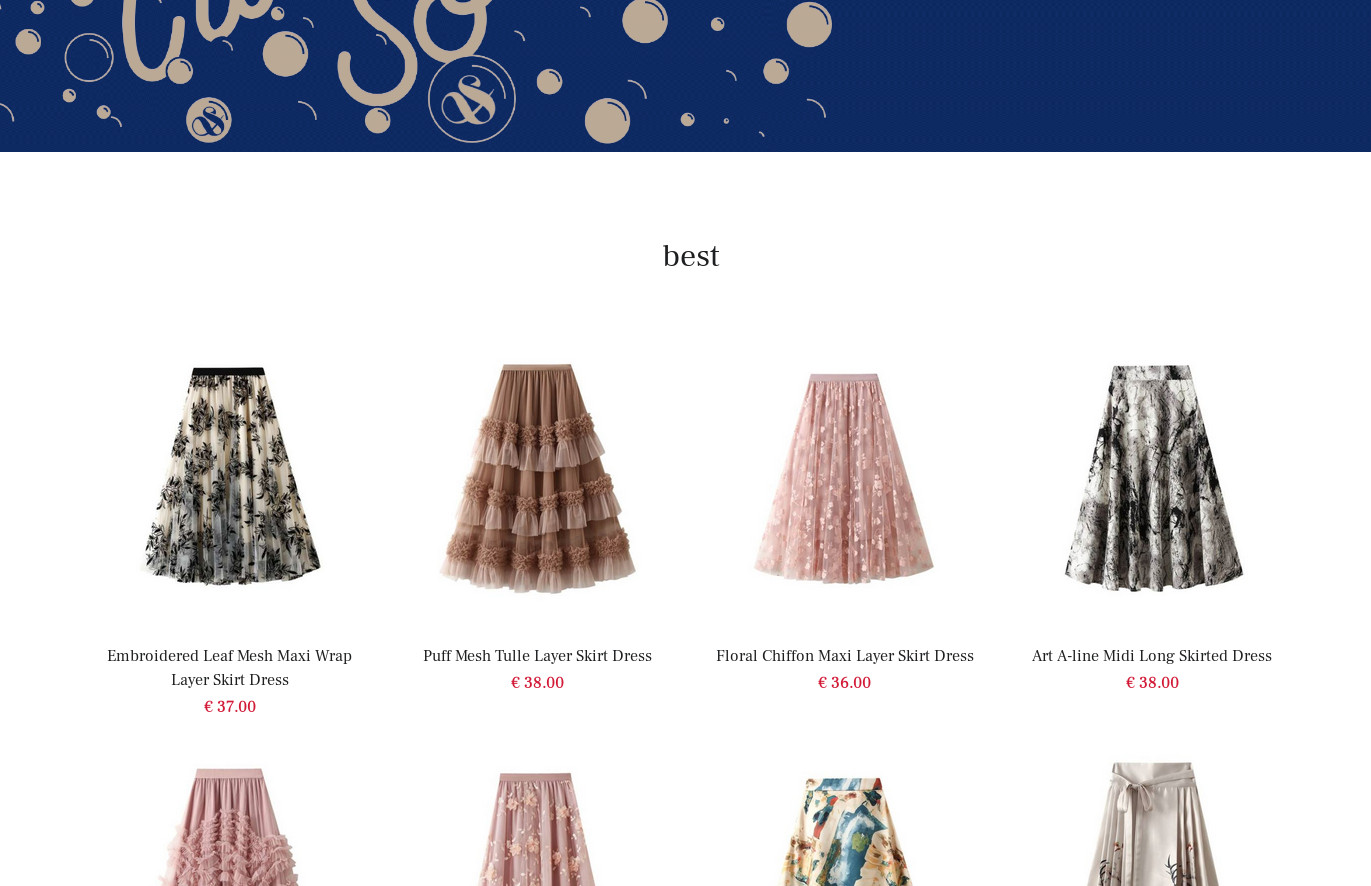 So
best
Embroidered Leaf Mesh Maxi Wrap
Layer Skirt Dress
€ 37.00
Puff Mesh Tulle Layer Skirt Dress
€ 38.00
Floral Chiffon Maxi Layer Skirt Dress
€ 36.00
Art A-line Midi Long Skirted Dress
€ 38.00